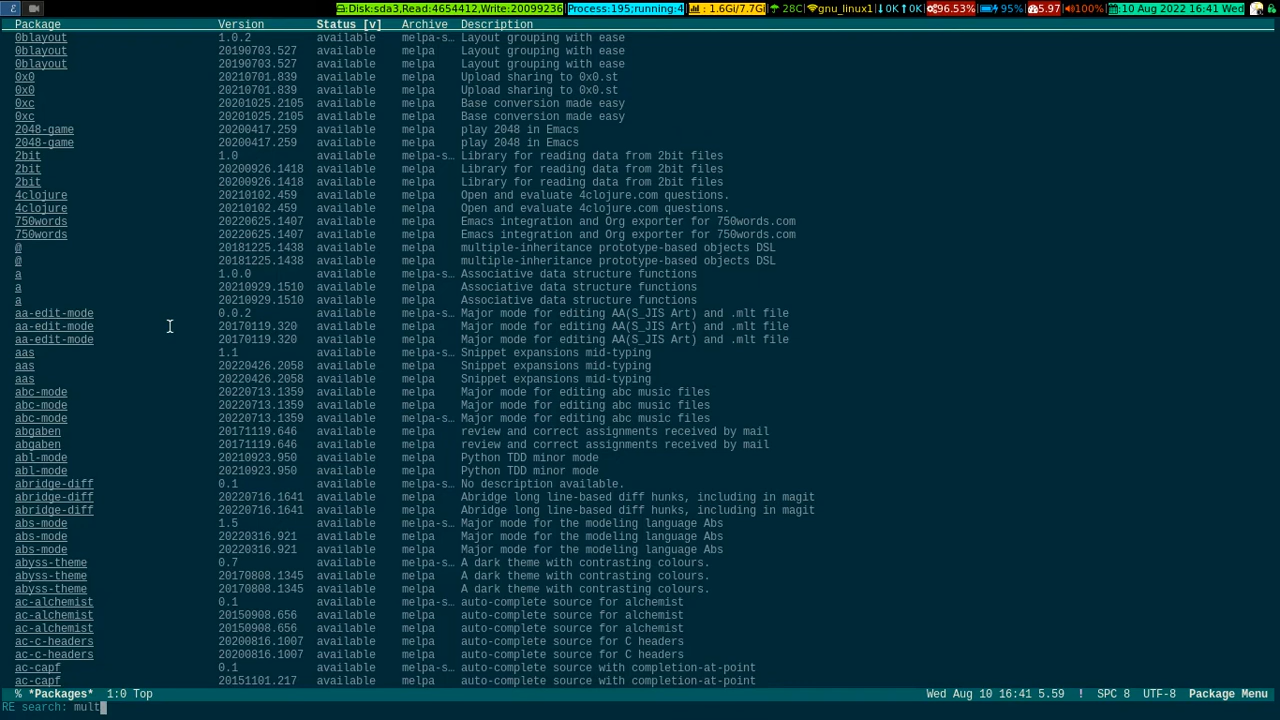 Disk:sda3,Read:4654412,Write:20099236 Process:195;running:4 : 1.6Gi/7.7Gi 28C gnu_linux1 0K 0K 96.53% 95% 5.97 100% :10 Aug 2022 16:41 Wed
Package Version Status [v] Archive Description
0blayout 1.0.2 available melpa-s… Layout grouping with ease
0blayout 20190703.527 available melpa Layout grouping with ease
0blayout 20190703.527 available melpa Layout grouping with ease
0x0 20210701.839 available melpa Upload sharing to 0x0.st
0x0 20210701.839 available melpa Upload sharing to 0x0.st
0xc 20201025.2105 available melpa Base conversion made easy
0xc 20201025.2105 available melpa Base conversion made easy
2048-game 20200417.259 available melpa play 2048 in Emacs
2048-game 20200417.259 available melpa play 2048 in Emacs
2bit 1.0 available melpa-s… Library for reading data from 2bit files
2bit 20200926.1418 available melpa Library for reading data from 2bit files
2bit 20200926.1418 available melpa Library for reading data from 2bit files
4clojure 20210102.459 available melpa Open and evaluate 4clojure.com questions.
4clojure 20210102.459 available melpa Open and evaluate 4clojure.com questions.
750words 20220625.1407 available melpa Emacs integration and Org exporter for 750words.com
750words 20220625.1407 available melpa Emacs integration and Org exporter for 750words.com
@ 20181225.1438 available melpa multiple-inheritance prototype-based objects DSL
@ 20181225.1438 available melpa multiple-inheritance prototype-based objects DSL
a 1.0.0 available melpa-s… Associative data structure functions
a 20210929.1510 available melpa Associative data structure functions
a 20210929.1510 available melpa Associative data structure functions
aa-edit-mode 0.0.2 available melpa-s… Major mode for editing AA(S_JIS Art) and .mlt file
aa-edit-mode 20170119.320 available melpa Major mode for editing AA(S_JIS Art) and .mlt file
aa-edit-mode 20170119.320 available melpa Major mode for editing AA(S_JIS Art) and .mlt file
aas 1.1 available melpa-s… Snippet expansions mid-typing
aas 20220426.2058 available melpa Snippet expansions mid-typing
aas 20220426.2058 available melpa Snippet expansions mid-typing
abc-mode 20220713.1359 available melpa Major mode for editing abc music files
abc-mode 20220713.1359 available melpa Major mode for editing abc music files
abc-mode 20220713.1359 available melpa-s… Major mode for editing abc music files
abgaben 20171119.646 available melpa review and correct assignments received by mail
abgaben 20171119.646 available melpa review and correct assignments received by mail
abl-mode 20210923.950 available melpa Python TDD minor mode
abl-mode 20210923.950 available melpa Python TDD minor mode
abridge-diff 0.1 available melpa-s… No description available.
abridge-diff 20220716.1641 available melpa Abridge long line-based diff hunks, including in magit
abridge-diff 20220716.1641 available melpa Abridge long line-based diff hunks, including in magit
abs-mode 1.5 available melpa-s… Major mode for the modeling language Abs
abs-mode 20220316.921 available melpa Major mode for the modeling language Abs
abs-mode 20220316.921 available melpa Major mode for the modeling language Abs
abyss-theme 0.7 available melpa-s… A dark theme with contrasting colours.
abyss-theme 20170808.1345 available melpa A dark theme with contrasting colours.
abyss-theme 20170808.1345 available melpa A dark theme with contrasting colours.
ac-alchemist 0.1 available melpa-s… auto-complete source for alchemist
ac-alchemist 20150908.656 available melpa auto-complete source for alchemist
ac-alchemist 20150908.656 available melpa auto-complete source for alchemist
ac-c-headers 20200816.1007 available melpa auto-complete source for C headers
ac-c-headers 20200816.1007 available melpa auto-complete source for C headers
ac-capf 0.1 available melpa-s… auto-complete source with completion-at-point
ac-capf 20151101.217 available melpa auto-complete source with completion-at-point
% *Packages* 1:0 Top Wed Aug 10 16:41 5.59 ! SPC 8 UTF-8 Package Menu
RE search: mult